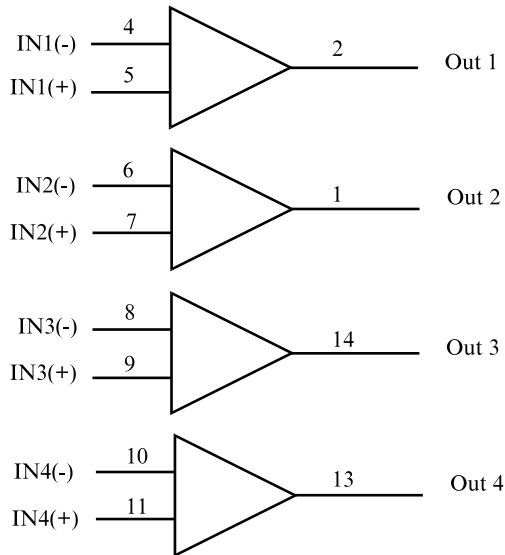 IN1(-) 4
IN1(+) 5
2 Out 1
IN2(-) 6
IN2(+) 7
1 Out 2
IN3(-) 8
IN3(+) 9
14 Out 3
IN4(-) 10
IN4(+) 11
13 Out 4